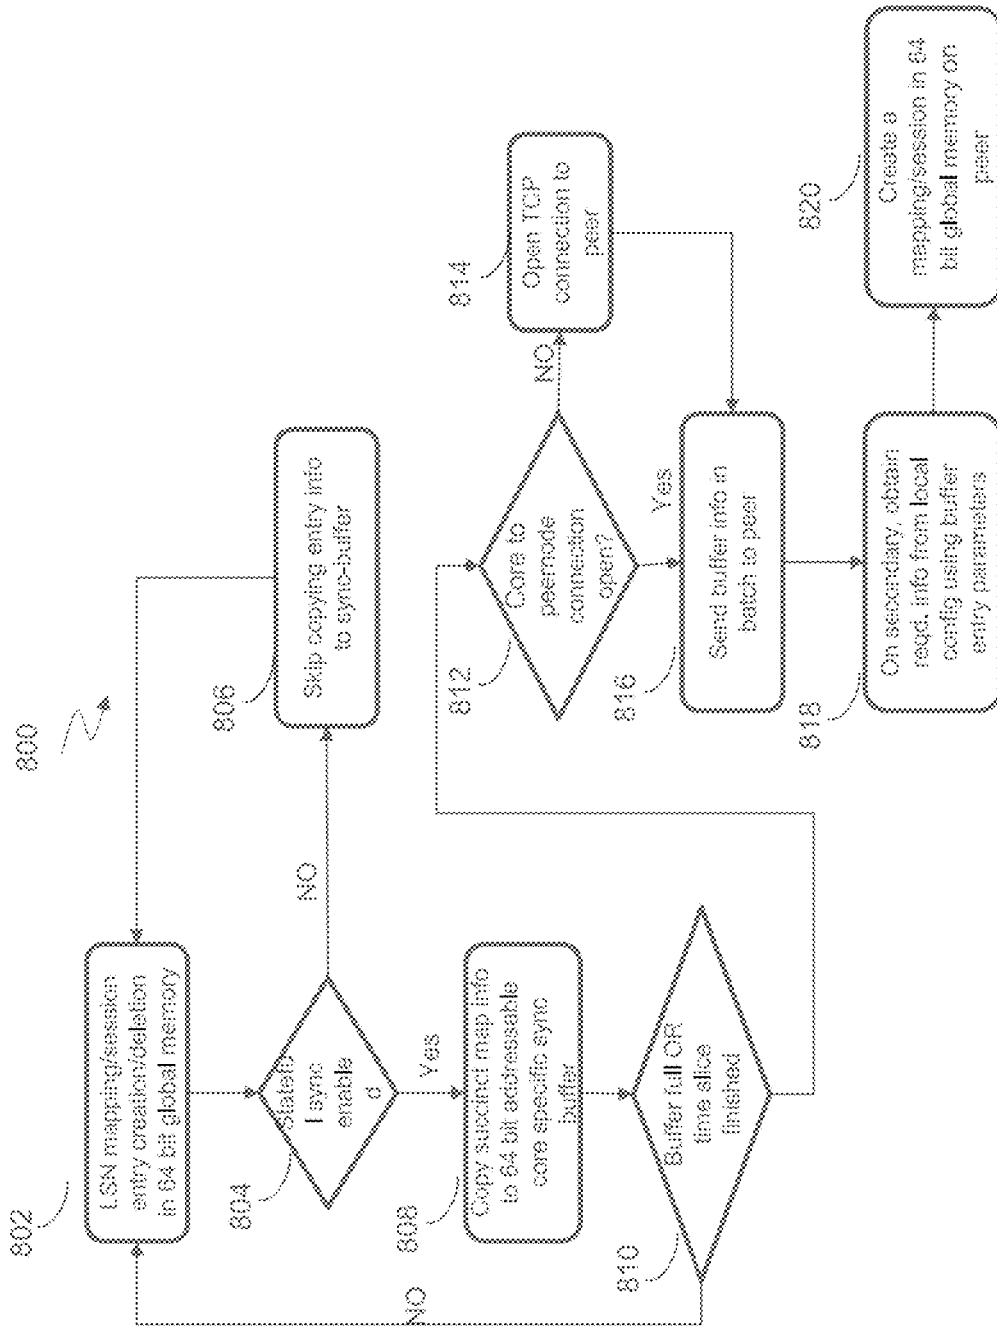 800
802
LSN mapping/session
entry creation/deletion
in 64 bit global memory
804
Statefu
l sync
enable
d
NO
806
Skip copying entry into
to sync-buffer
Yes
808
Copy succinct map info
to 64 bit addressable
core specific sync
buffer
810
Buffer full OR
time slice
finished
NO
812
Core to
peernode
connection
open?
NO
814
Open TCP
connection to
peer
Yes
816
Send buffer info in
batch to peer
818
On secondary, obtain
reqd. info from local
config using buffer
entry parameters
820
Create a
mapping/session in 64
bit global memory on
peer